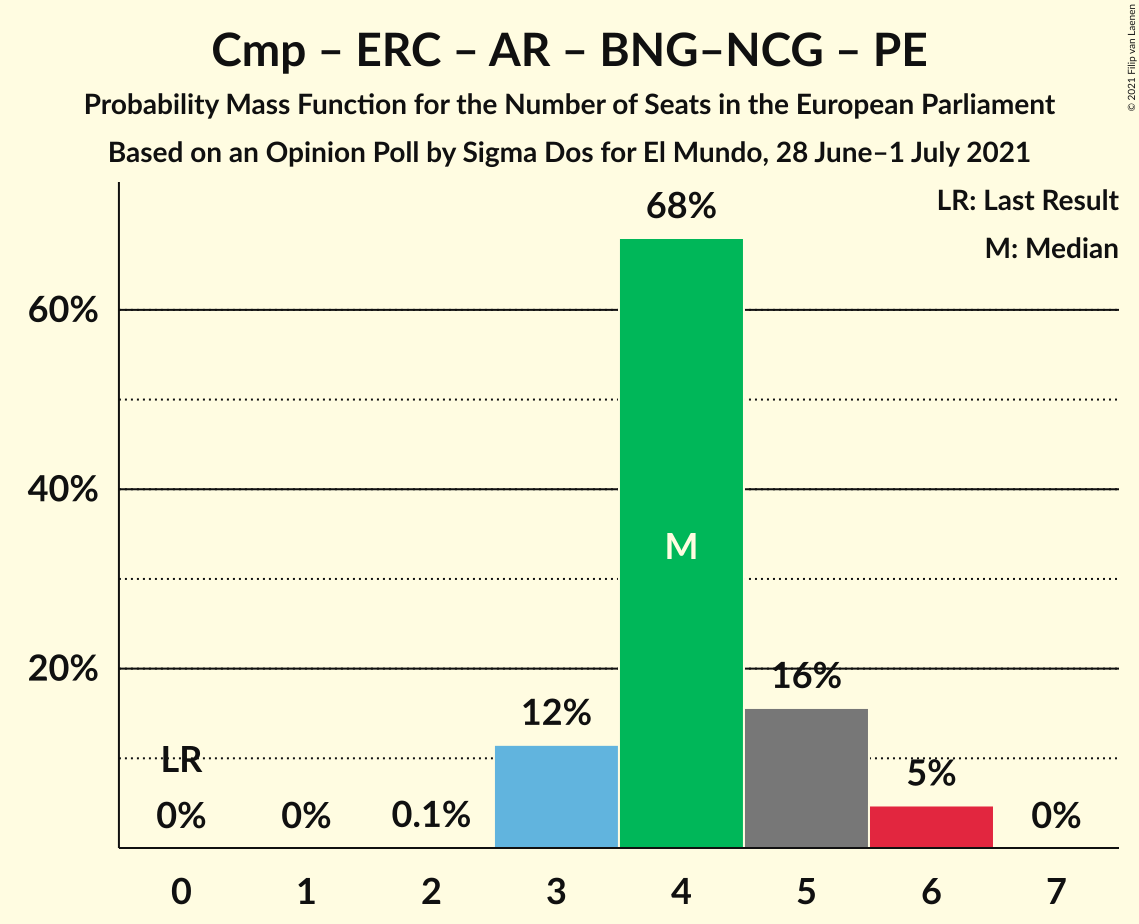 Cmp – ERC – AR – BNG–NCG – PE
Probability Mass Function for the Number of Seats in the European Parliament
Based on an Opinion Poll by Sigma Dos for El Mundo, 28 June–1 July 2021
© 2021 Filip van Laenen
LR: Last Result
M: Median
68%
60%
40%
M
20%
16%
12%
LR
5%
0% 0% 0.1% 0%
0 1 2 3 4 5 6 7